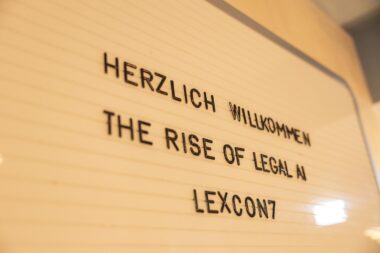 HERZLICH WILLKOMMEN
THE RISE OF LEGAL AI
LEXCON7